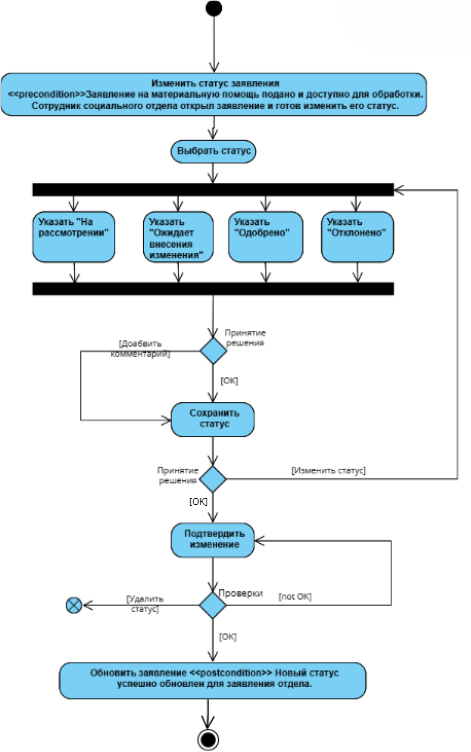 Изменить статус заявления
<<precondition>>Заявление на материальную помощь подано и доступно для обработки.
Сотрудник социального отдела открыл заявление и готов изменить его статус.
Выбрать статус
Указать "На
рассмотрении"
Указать
"Ожидает
внесения
изменения"
Указать
"Одобрено"
Указать
"Отклонено"
Принятие
решения
[Доабвить
комментарий]
[OK]
Сохранить
статус
Принятие
решения
[Изменить статус]
[OK]
Подтвердить
изменение
Проверки
[not OK]
[Удалить
статус]
[OK]
Обновить заявление <<postcondition>> Новый статус
успешно обновлен для заявления отдела.